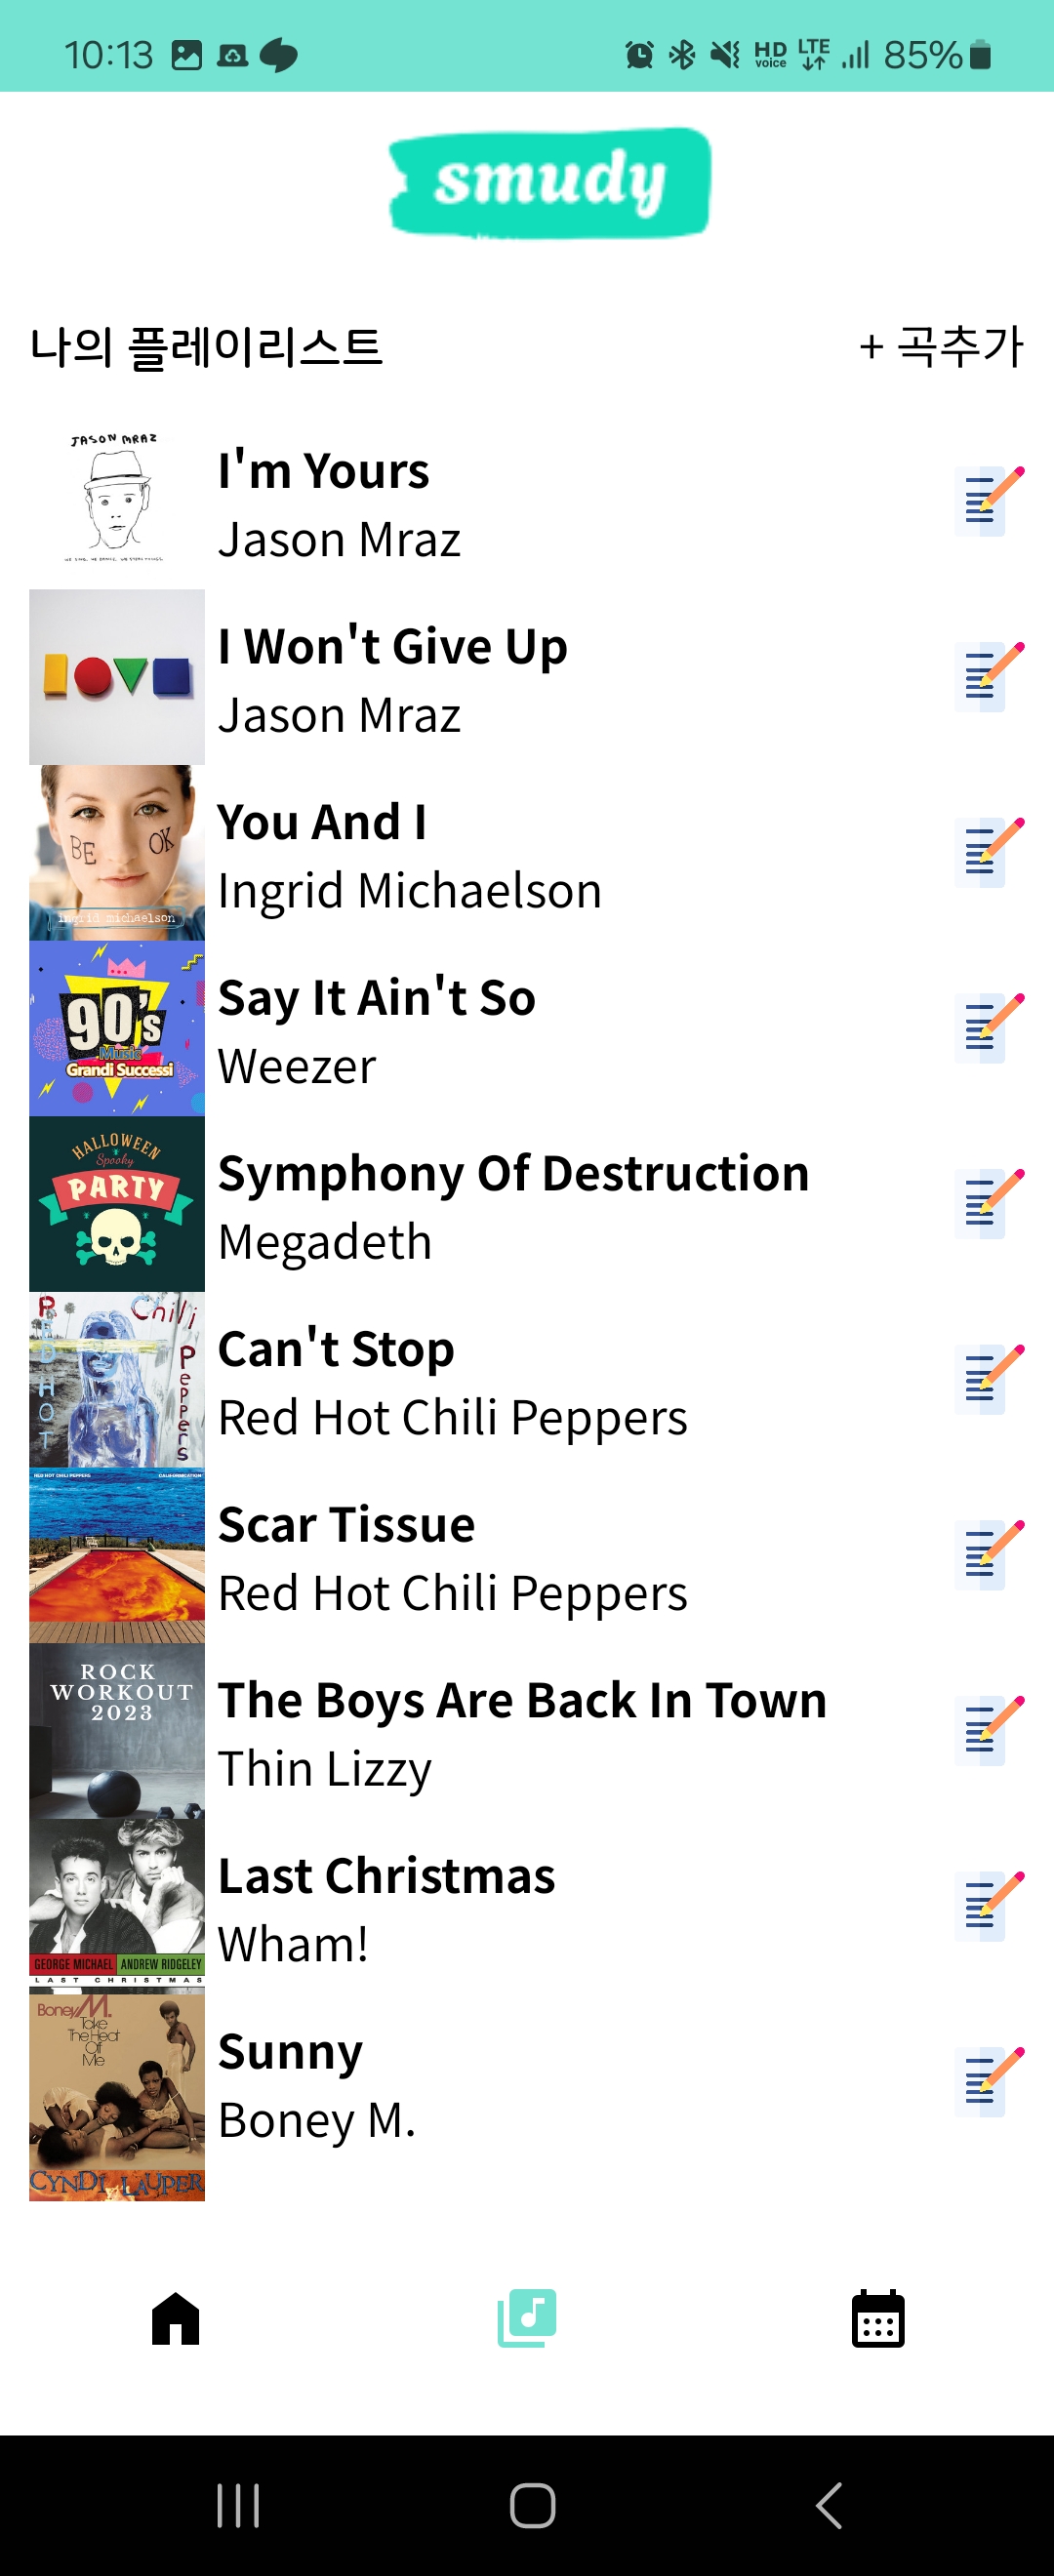 10:13
HD voice LTE 85%
smudy
나의 플레이리스트
+ 곡추가
JASON MRAZ
I'm Yours
Jason Mraz
I Won't Give Up
Jason Mraz
BE OK
ingrid michaelson
You And I
Ingrid Michaelson
90's
Music
Grandi Successi
Say It Ain't So
Weezer
HALLOWEEN
Spooky
PARTY
Symphony Of Destruction
Megadeth
RED HOT Chili Peppers
Can't Stop
Red Hot Chili Peppers
RED HOT CHILI PEPPERS CALIFORNICATION
Scar Tissue
Red Hot Chili Peppers
ROCK
WORKOUT
2023
The Boys Are Back In Town
Thin Lizzy
GEORGE MICHAEL ANDREW RIDGELEY
LAST CHRISTMAS
Last Christmas
Wham!
Boney M.
Take
The Heat
Off
Me
Sunny
Boney M.
CYNDI LAUPER